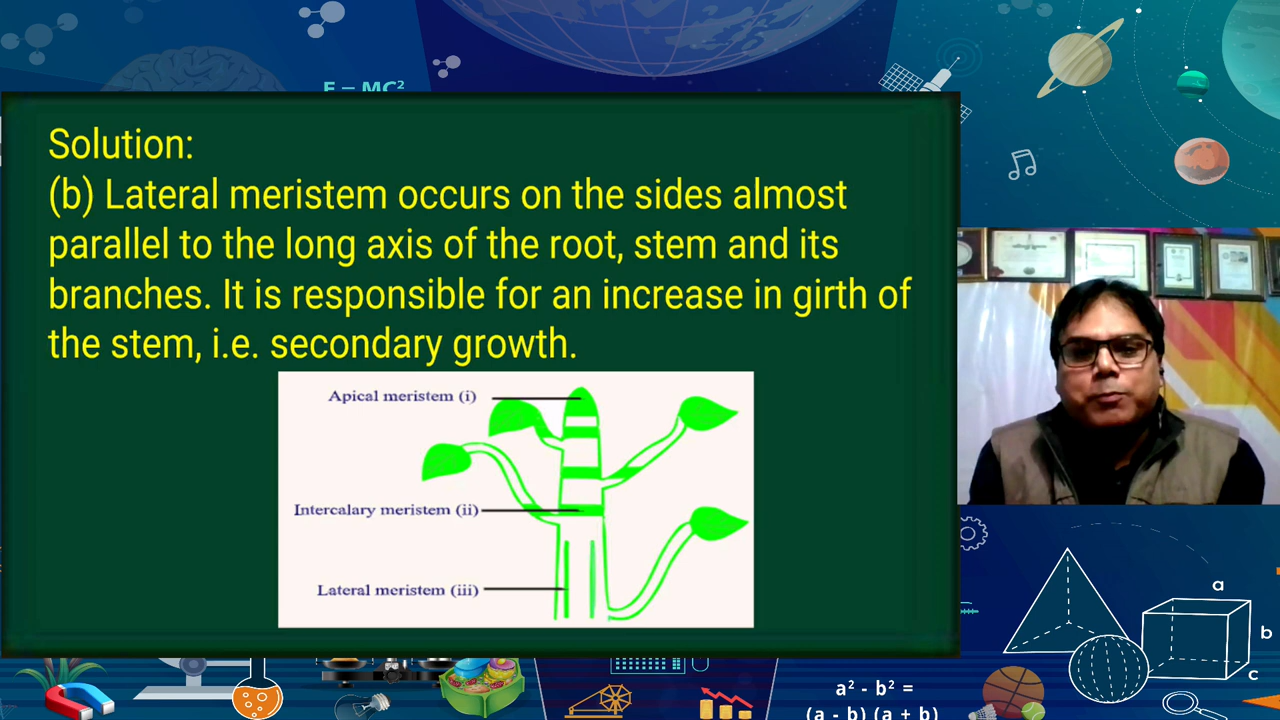 E = MC²
Solution:
(b) Lateral meristem occurs on the sides almost
parallel to the long axis of the root, stem and its
branches. It is responsible for an increase in girth of
the stem, i.e. secondary growth.
Apical meristem (i)
Intercalary meristem (ii)
Lateral meristem (iii)
a
b
c
a² - b² =
(a - b) (a + b)